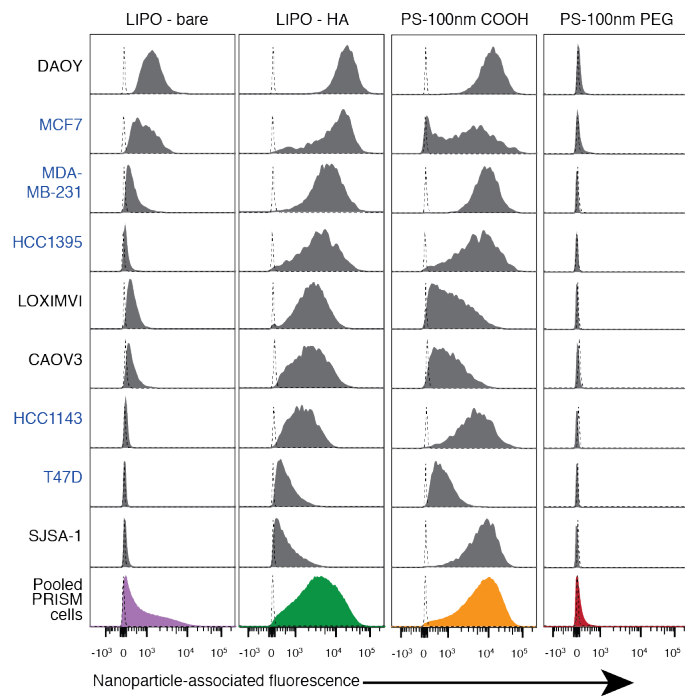 LIPO - bare LIPO - HA PS-100nm COOH PS-100nm PEG
DAOY
MCF7
MDA-
MB-231
HCC1395
LOXIMVI
CAOV3
HCC1143
T47D
SJSA-1
Pooled
PRISM
cells
-10³ 0 10³ 10⁴ 10⁵ -10³ 0 10³ 10⁴ 10⁵ -10³ 0 10³ 10⁴ 10⁵ -10³ 0 10³ 10⁴ 10⁵
Nanoparticle-associated fluorescence